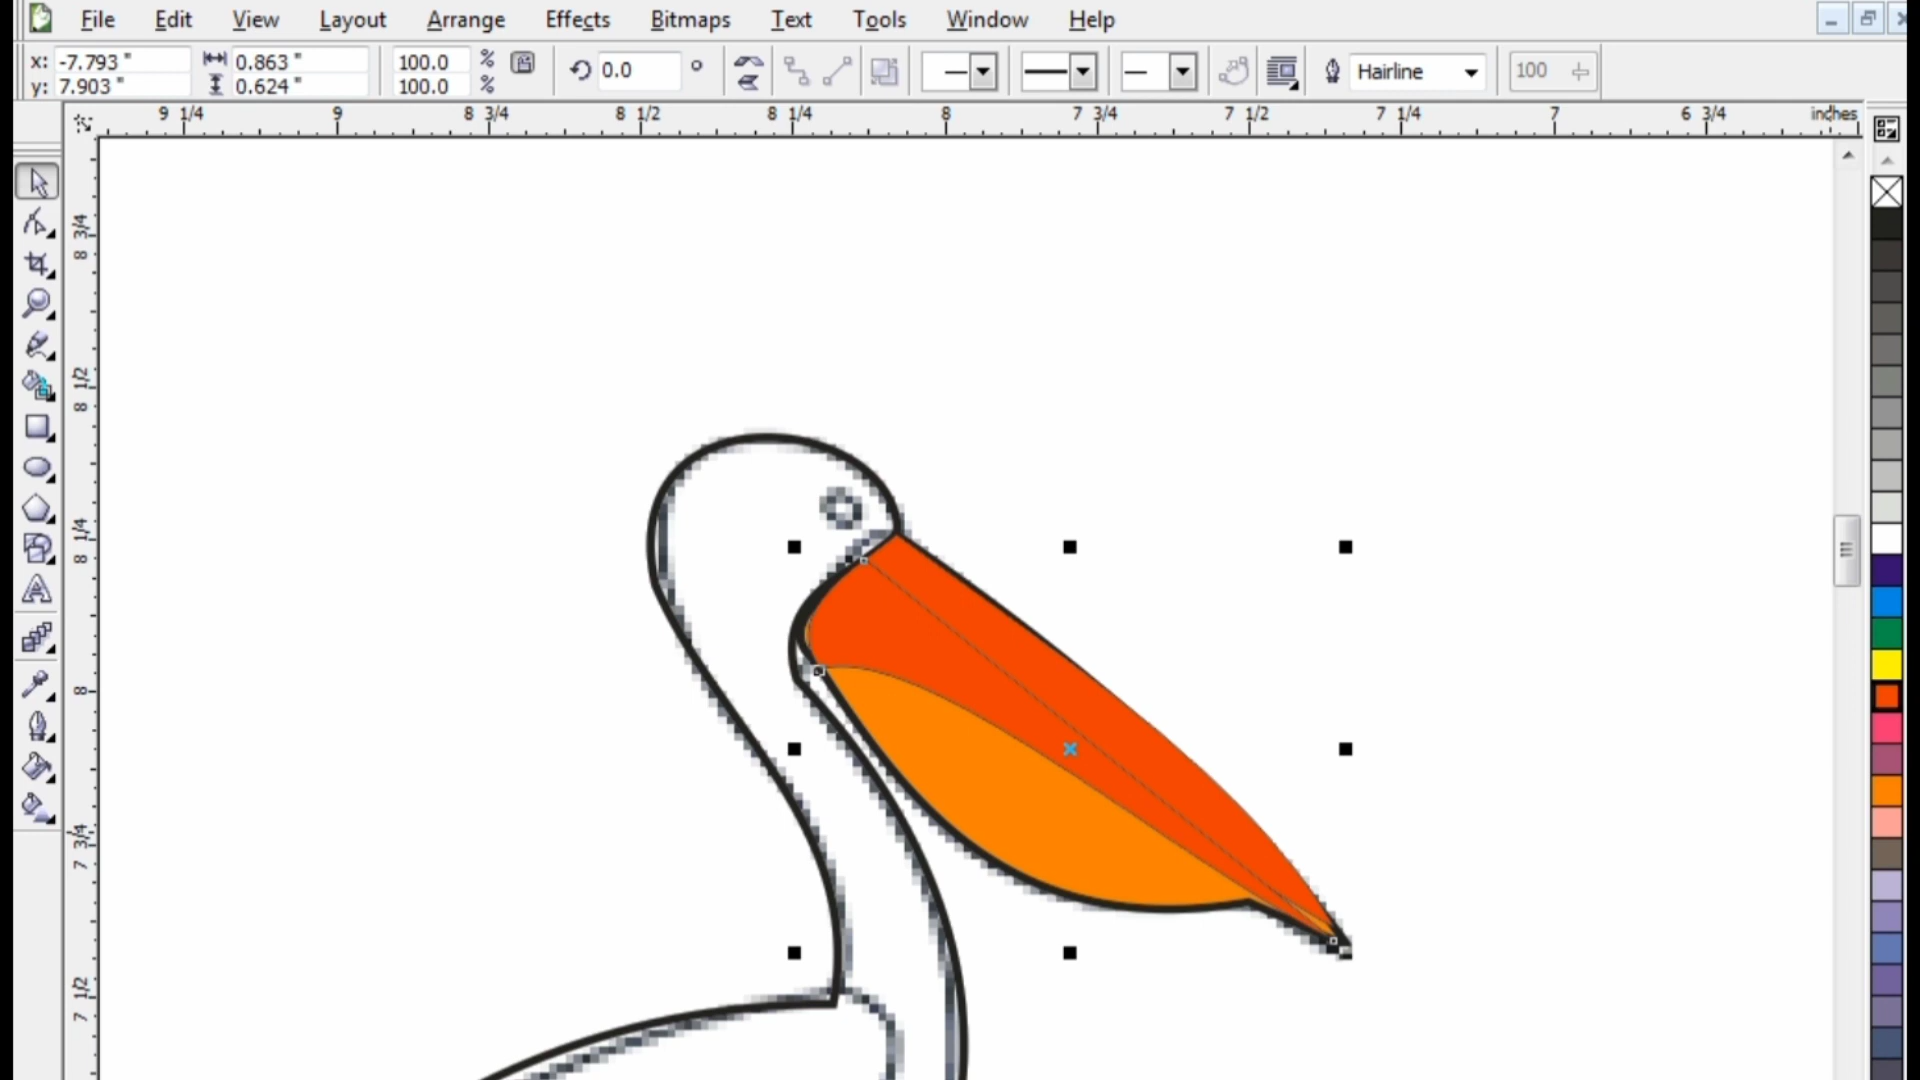 File Edit View Layout Arrange Effects Bitmaps Text Tools Window Help
x: -7.793 " 0.863 " 100.0 % 0.0 ° Hairline 100
y: 7.903 " 0.624 " 100.0 %
9 1/4 9 8 3/4 8 1/2 8 1/4 8 7 3/4 7 1/2 7 1/4 7 6 3/4 inches
8 3/4
8 1/2
8 1/4
8
7 3/4
7 1/2